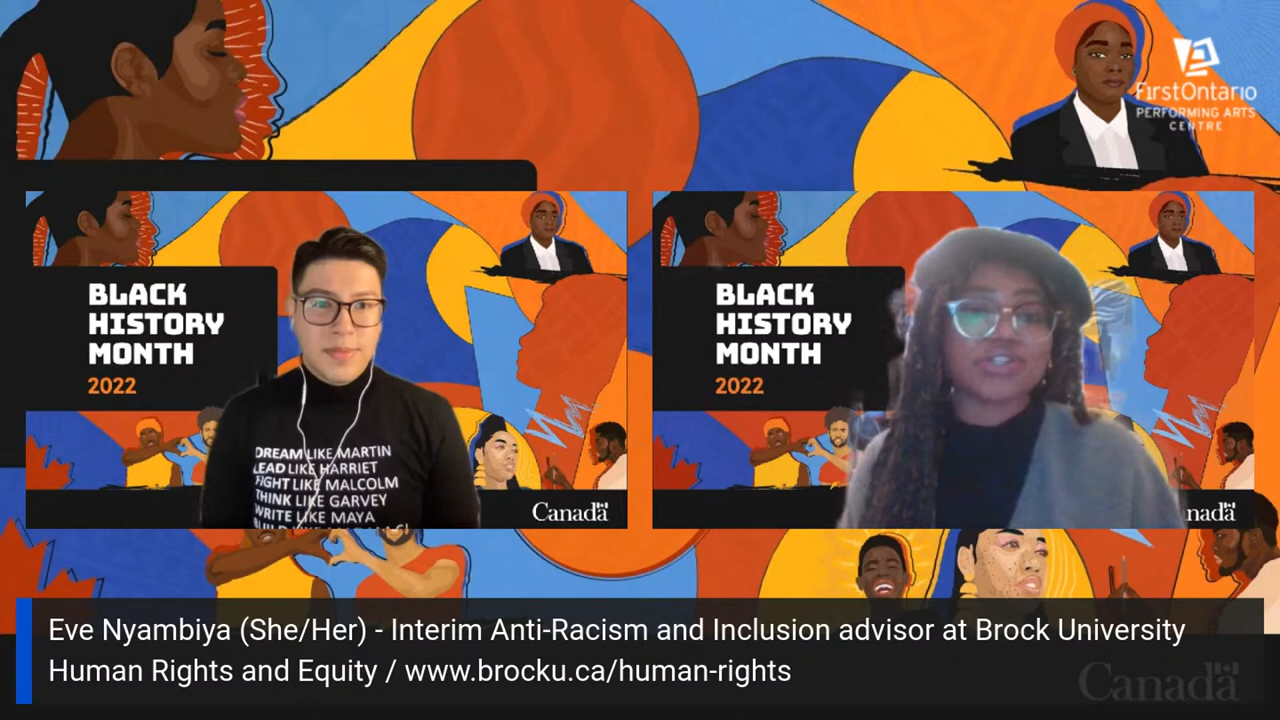 FirstOntario
PERFORMING ARTS
CENTRE
BLACK
HISTORY
MONTH
2022
DREAM LIKE MARTIN
LEAD LIKE HARRIET
FIGHT LIKE MALCOLM
THINK LIKE GARVEY
WRITE LIKE MAYA
Canada
BLACK
HISTORY
MONTH
2022
nada
Eve Nyambiya (She/Her) - Interim Anti-Racism and Inclusion advisor at Brock University
Human Rights and Equity / www.brocku.ca/human-rights
Canada